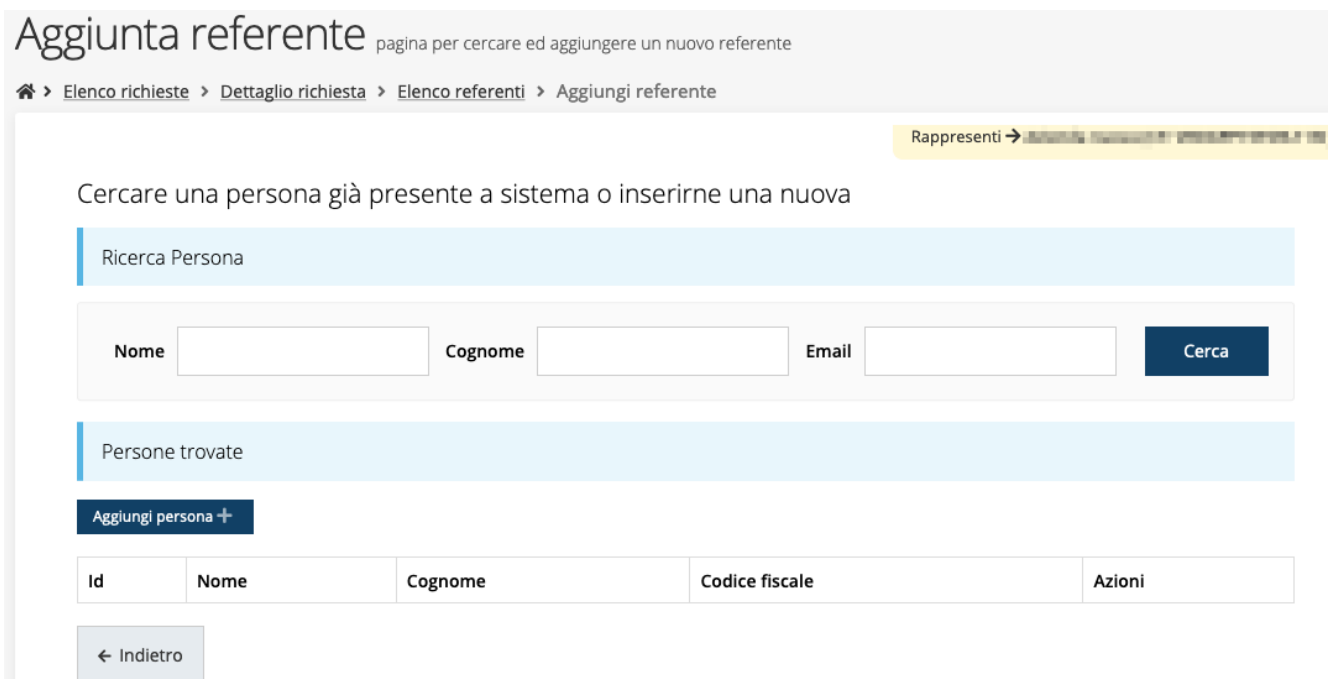 Aggiunta referente pagina per cercare ed aggiungere un nuovo referente
> Elenco richieste > Dettaglio richiesta > Elenco referenti > Aggiungi referente
Rappresenti →
Cercare una persona già presente a sistema o inserirne una nuova
Ricerca Persona
Nome Cognome Email Cerca
Persone trovate
Aggiungi persona +
Id Nome Cognome Codice fiscale Azioni
← Indietro